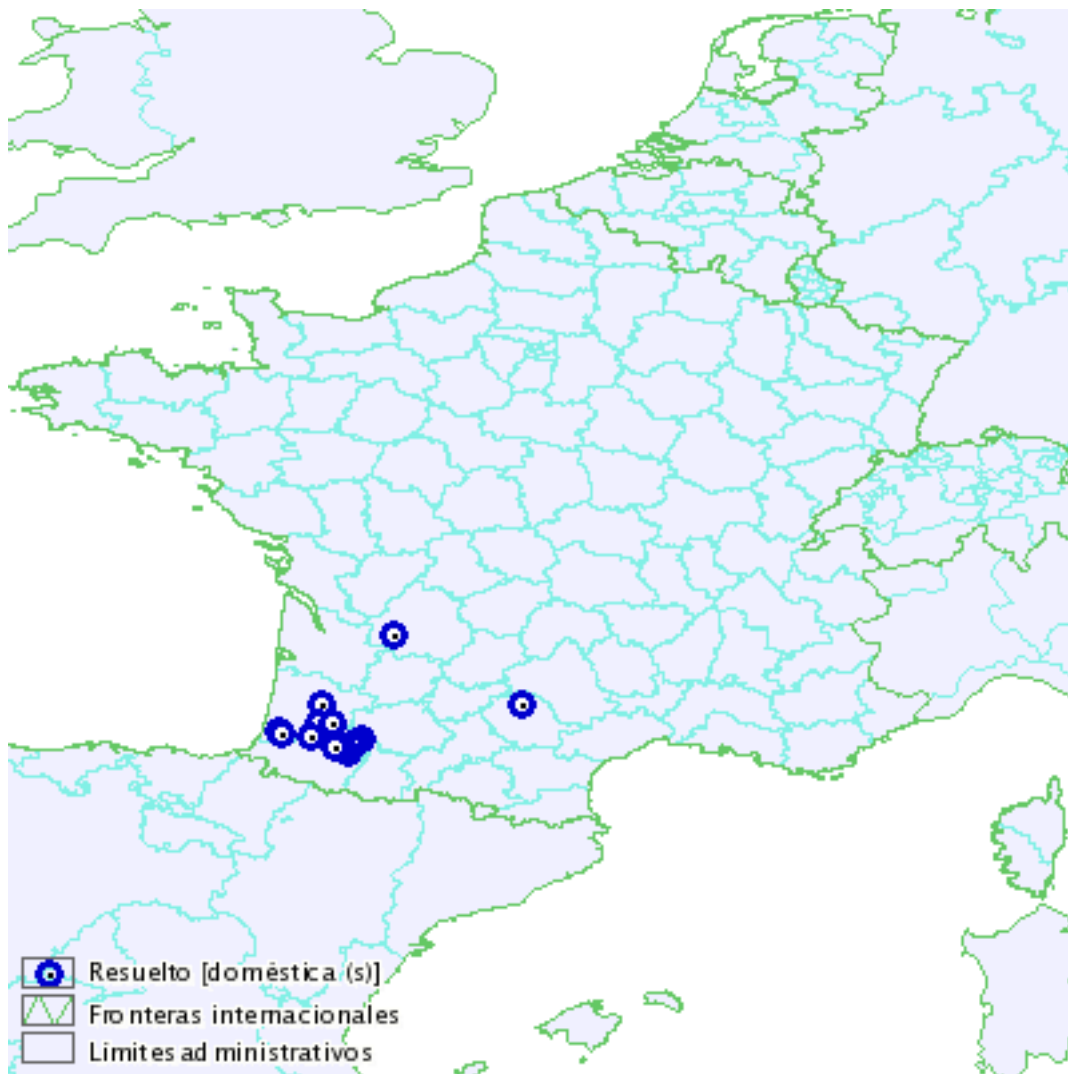 Resuelto [doméstica (s)]
Fronteras internacionales
Limites administrativos